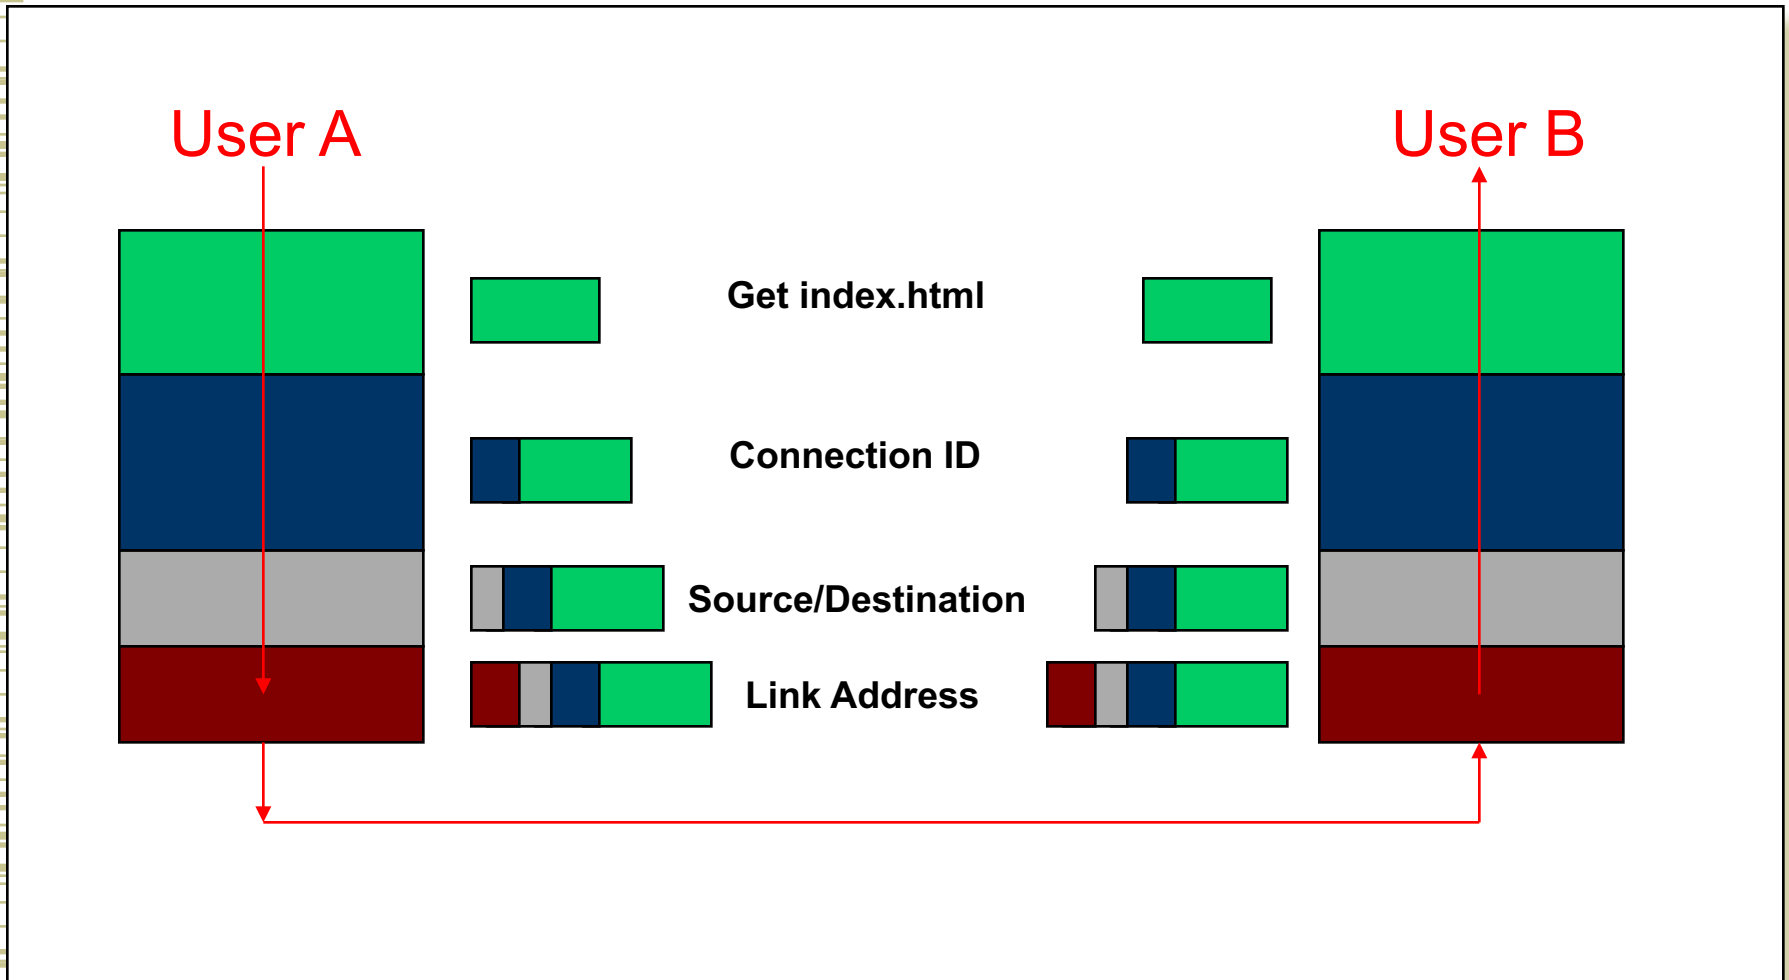 User A
User B
Get index.html
Connection ID
Source/Destination
Link Address